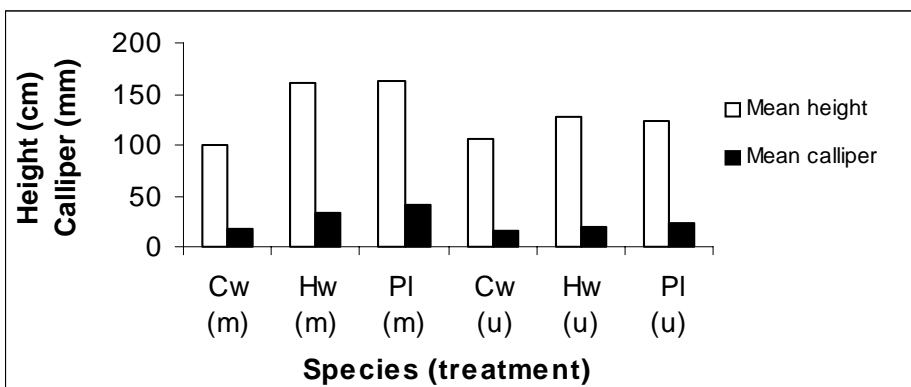 Height (cm)
Calliper (mm)
200
150
100
50
0
Cw Hw Pl Cw Hw Pl
(m) (m) (m) (u) (u) (u)
Species (treatment)
Mean height
Mean calliper